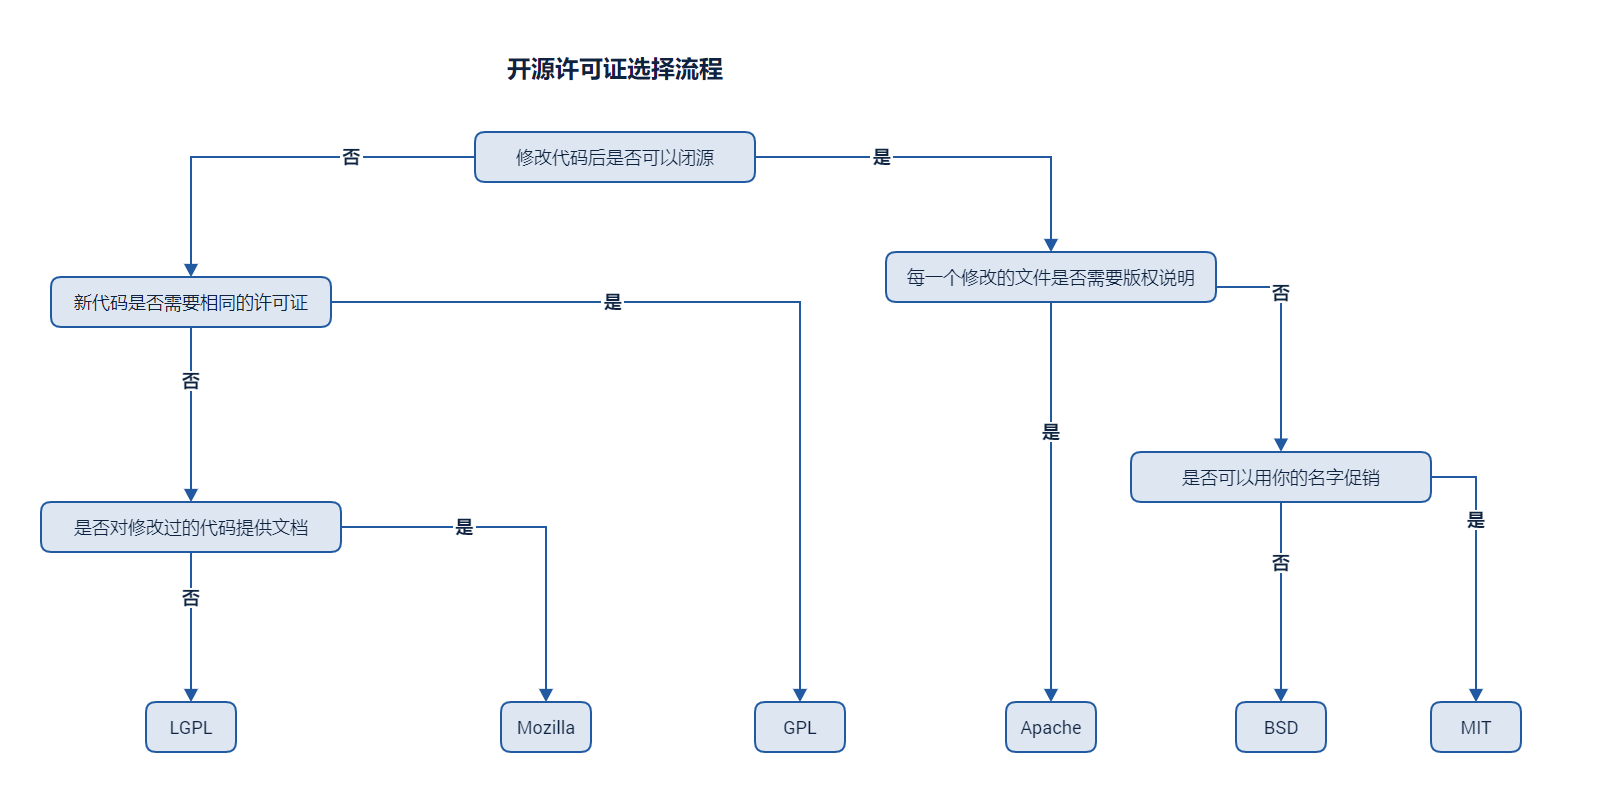 开源许可证选择流程
否
修改代码后是否可以闭源
是
每一个修改的文件是否需要版权说明
否
新代码是否需要相同的许可证
是
否
是
是否可以用你的名字促销
是
是否对修改过的代码提供文档
是
否
否
LGPL
Mozilla
GPL
Apache
BSD
MIT